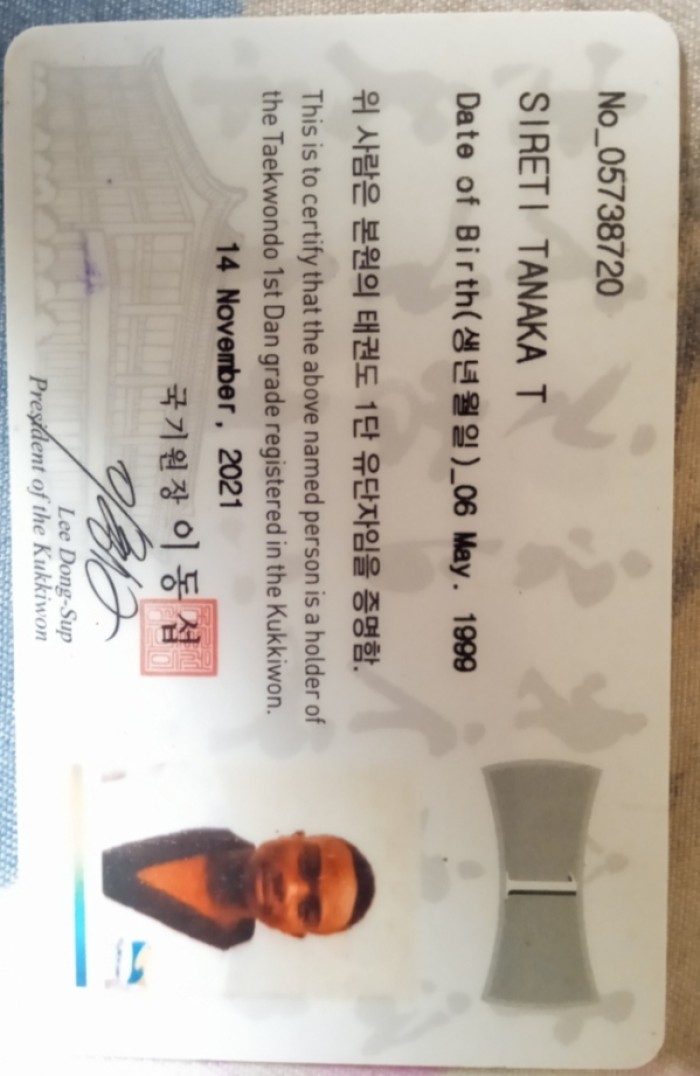 No_05738720
SIRETI TANAKA T
Date of Birth(생년월일)_06 May. 1999
위 사람은 본원의 태권도 1단 유단자임을 증명함.
This is to certify that the above named person is a holder of
the Taekwondo 1st Dan grade registered in the Kukkiwon.
14 November, 2021
국기원장 이동섭
Lee Dong-Sup
President of the Kukkiwon
1